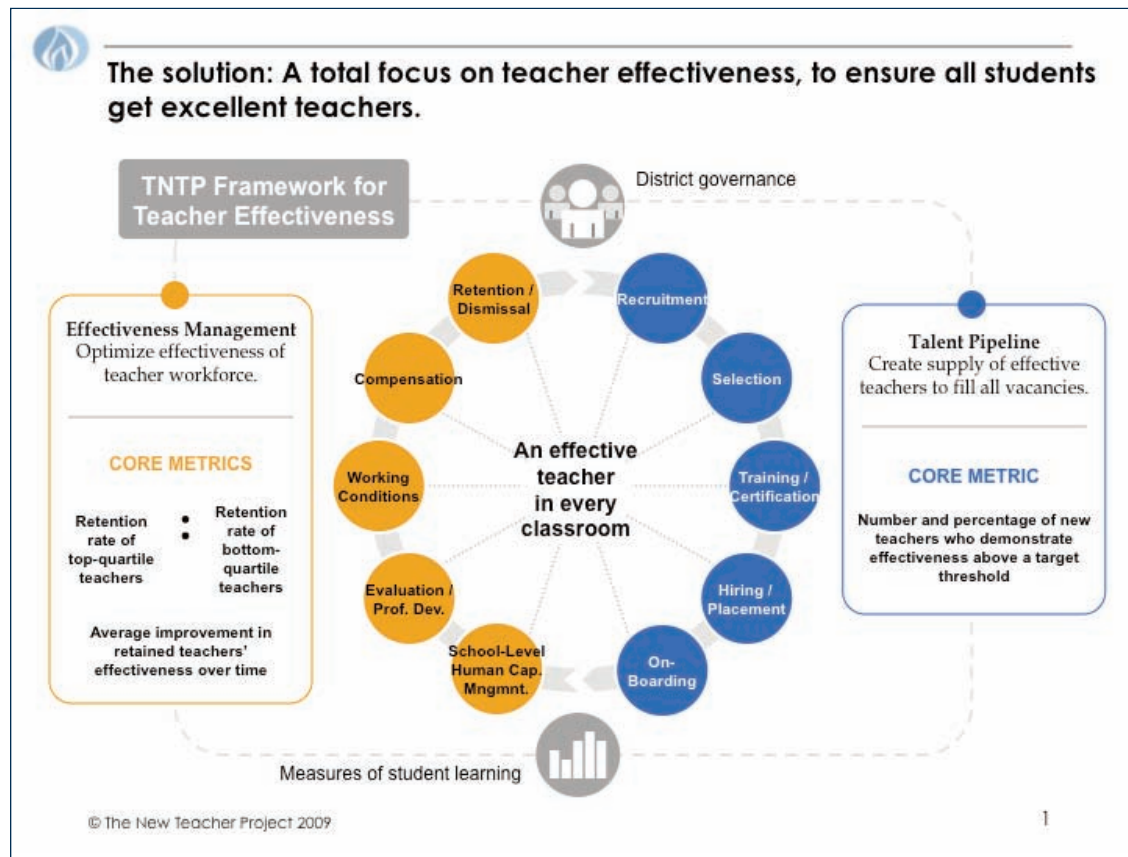 The solution: A total focus on teacher effectiveness, to ensure all students
get excellent teachers.
TNTP Framework for
Teacher Effectiveness
District governance
Effectiveness Management
Optimize effectiveness of
teacher workforce.
CORE METRICS
Retention
rate of
top-quartile
teachers
:
Retention
rate of
bottom-
quartile
teachers
Average improvement in
retained teachers'
effectiveness over time
Retention /
Dismissal
Compensation
Working
Conditions
Evaluation /
Prof. Dev.
School-Level
Human Cap.
Mngmnt.
An effective
teacher
in every
classroom
Recruitment
Selection
Training /
Certification
Hiring /
Placement
On-
Boarding
Talent Pipeline
Create supply of effective
teachers to fill all vacancies.
CORE METRIC
Number and percentage of new
teachers who demonstrate
effectiveness above a target
threshold
Measures of student learning
© The New Teacher Project 2009
1